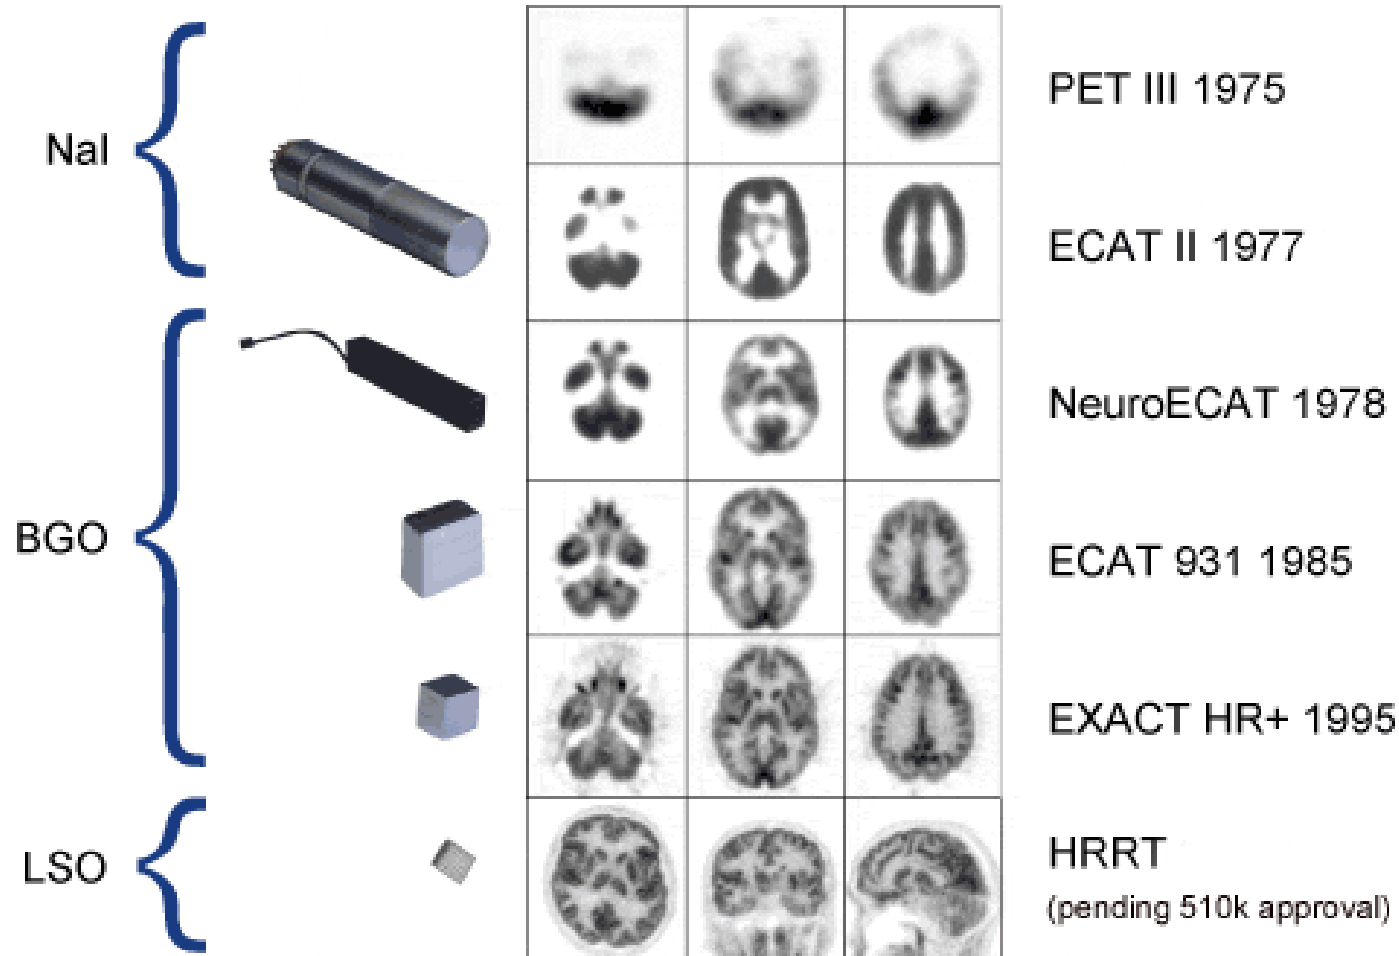 NaI
PET III 1975
ECAT II 1977
BGO
NeuroECAT 1978
ECAT 931 1985
EXACT HR+ 1995
LSO
HRRT
(pending 510k approval)